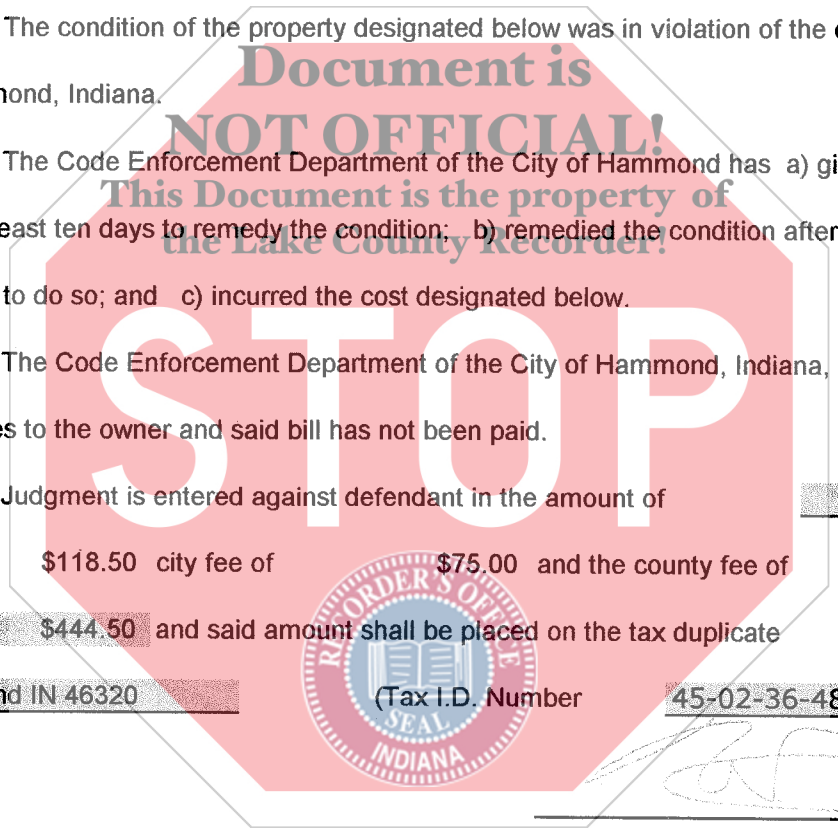 The condition of the property designated below was in violation of the
Document is
mond, Indiana.
NOT OFFICIAL!
The Code Enforcement Department of the City of Hammond has a) gi
This Document is the property of
east ten days to remedy the condition; b) remedied the condition after
the Lake County Recorder!
to do so; and c) incurred the cost designated below.
STOP
The Code Enforcement Department of the City of Hammond, Indiana,
es to the owner and said bill has not been paid.
Judgment is entered against defendant in the amount of
$118.50 city fee of $75.00 and the county fee of
RECORDER'S OFFICE
$444.50 and said amount shall be placed on the tax duplicate
nd IN 46320 (Tax I.D. Number 45-02-36-48
SEAL
INDIANA